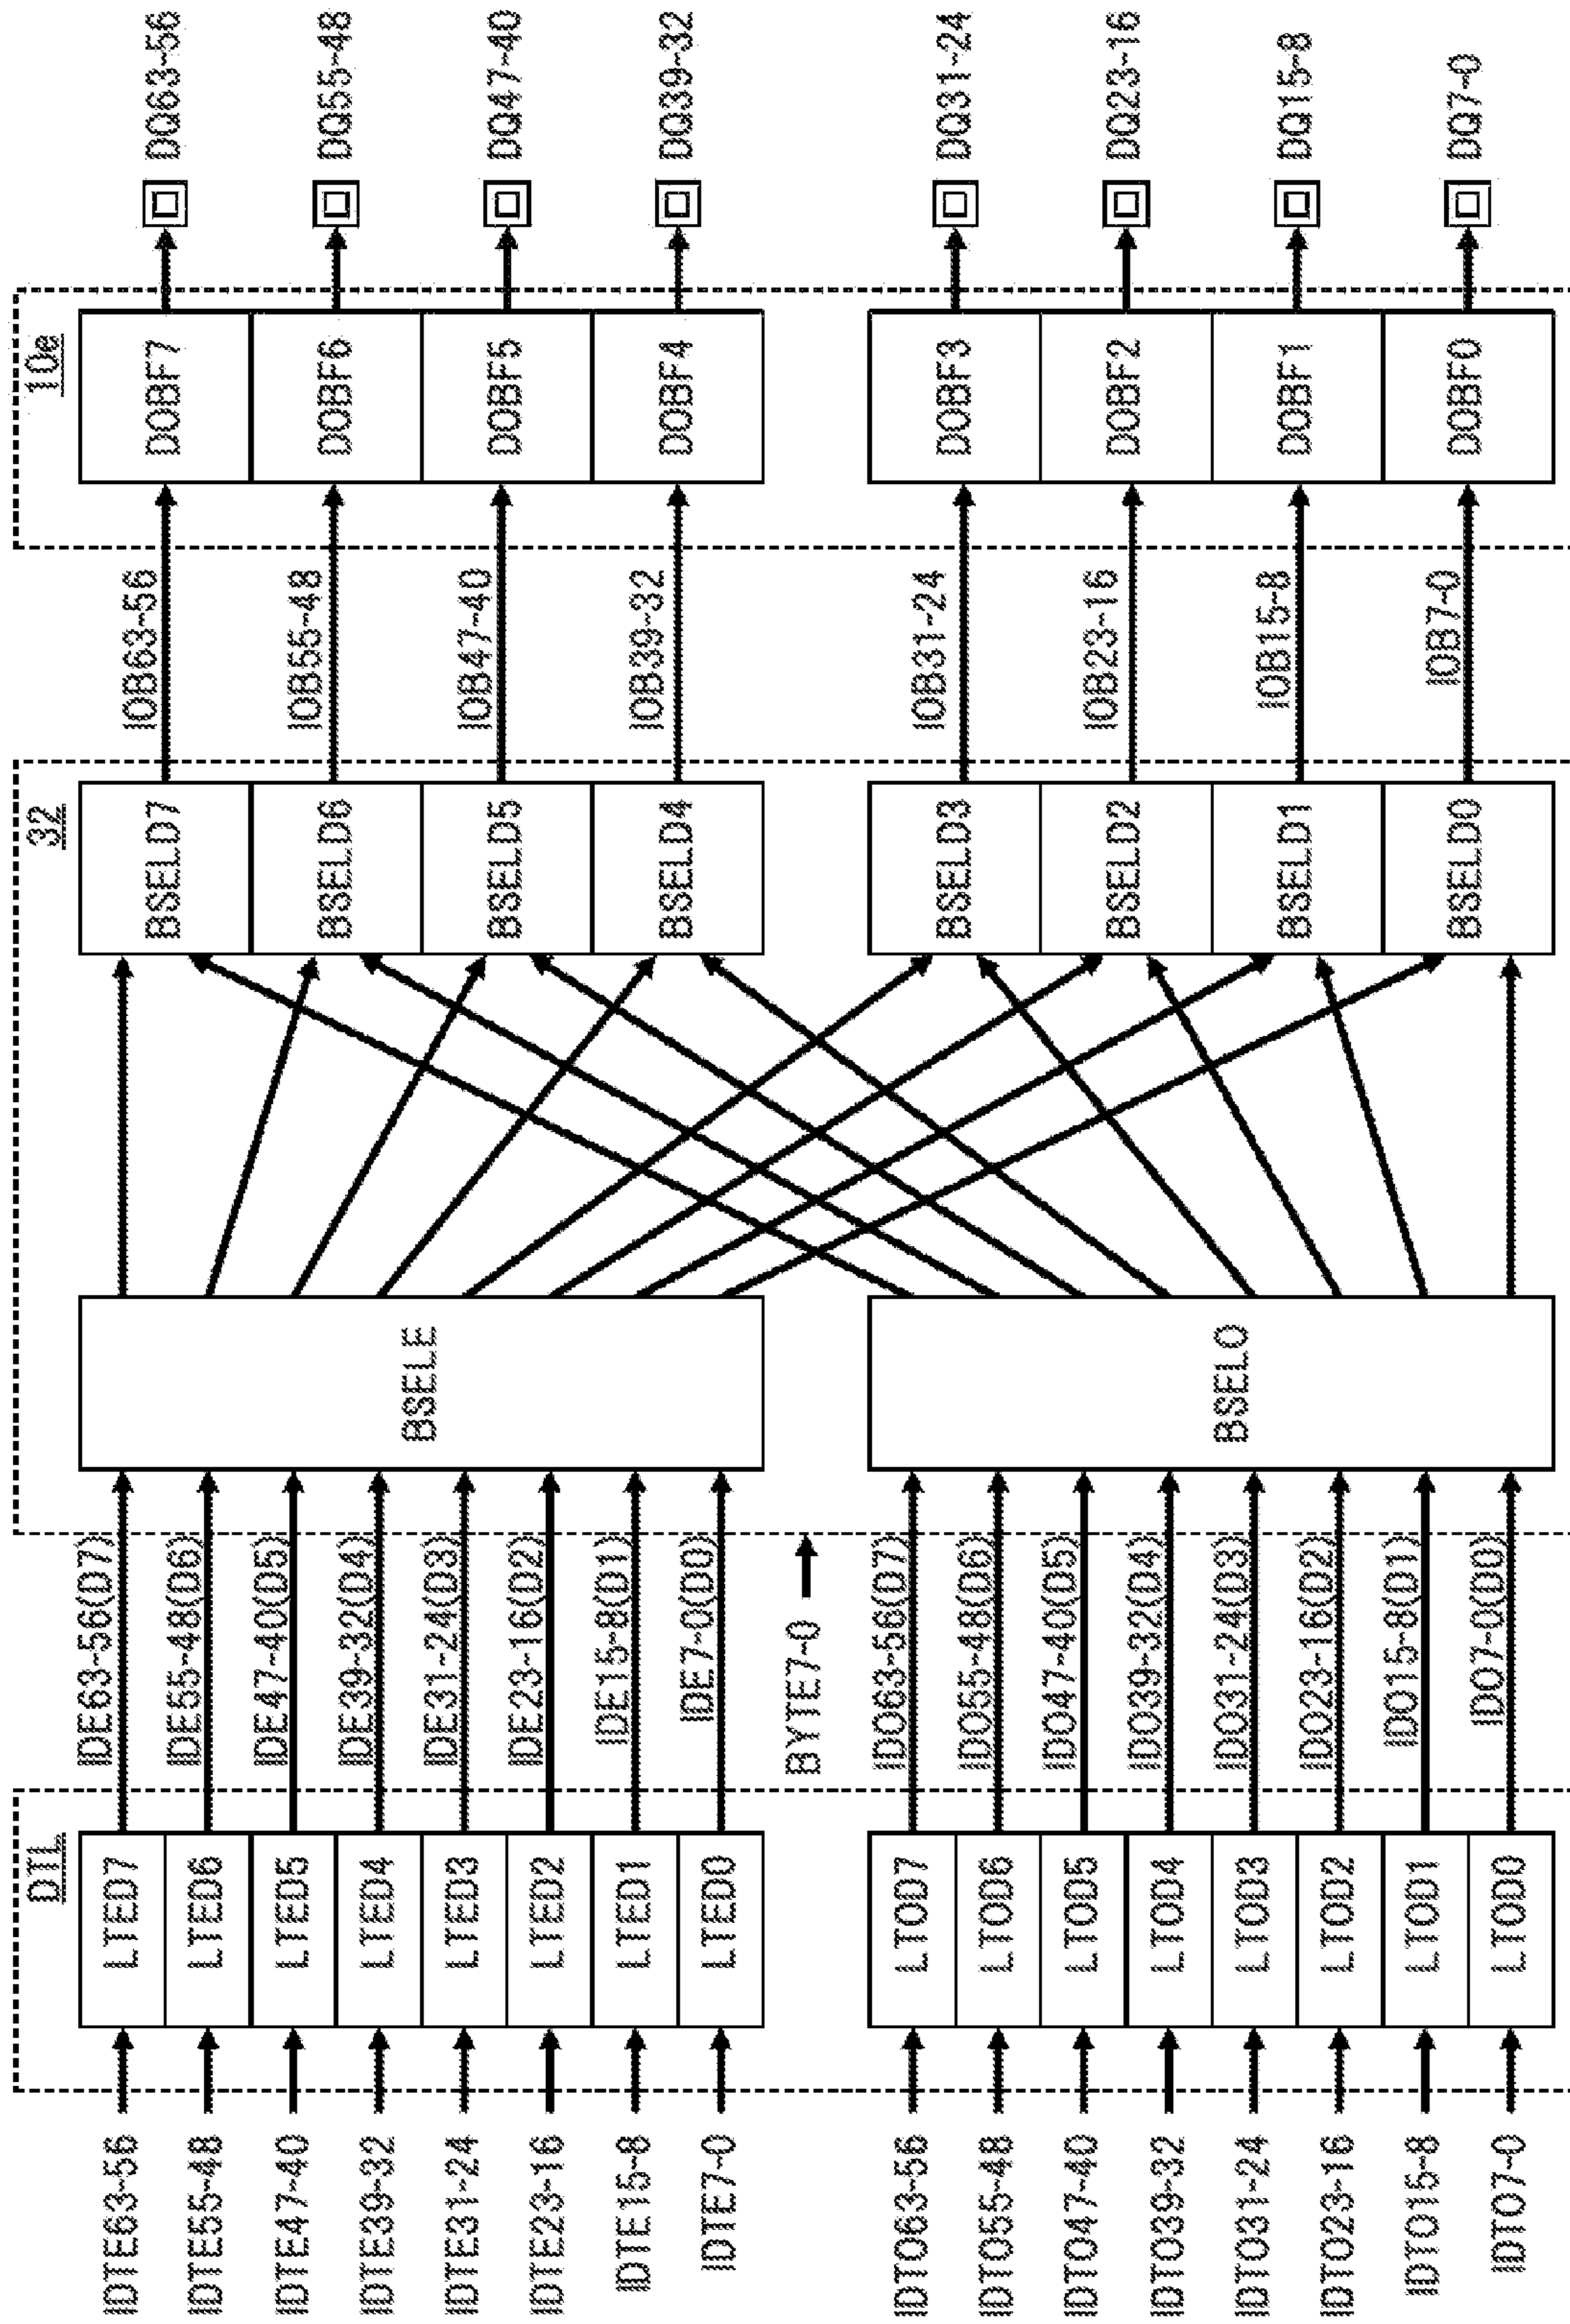 DTL
32
10e
IDTE63-56
LTED7
IDE63-56(D7)
IDTE55-48
LTED6
IDE55-48(D6)
IDTE47-40
LTED5
IDE47-40(D5)
IDTE39-32
LTED4
IDE39-32(D4)
IDTE31-24
LTED3
IDE31-24(D3)
IDTE23-16
LTED2
IDE23-16(D2)
IDTE15-8
LTED1
IDE15-8(D1)
IDTE7-0
LTED0
IDE7-0(D0)
BSELE
BSELD7
IOB63-56
DOBF7
DQ63-56
BSELD6
IOB55-48
DOBF6
DQ55-48
BSELD5
IOB47-40
DOBF5
DQ47-40
BSELD4
IOB39-32
DOBF4
DQ39-32
BYTE7-0
IDTO63-56
LTOD7
IDO63-56(D7)
IDTO55-48
LTOD6
IDO55-48(D6)
IDTO47-40
LTOD5
IDO47-40(D5)
IDTO39-32
LTOD4
IDO39-32(D4)
IDTO31-24
LTOD3
IDO31-24(D3)
IDTO23-16
LTOD2
IDO23-16(D2)
IDTO15-8
LTOD1
IDO15-8(D1)
IDTO7-0
LTOD0
IDO7-0(D0)
BSELO
BSELD3
IOB31-24
DOBF3
DQ31-24
BSELD2
IOB23-16
DOBF2
DQ23-16
BSELD1
IOB15-8
DOBF1
DQ15-8
BSELD0
IOB7-0
DOBF0
DQ7-0